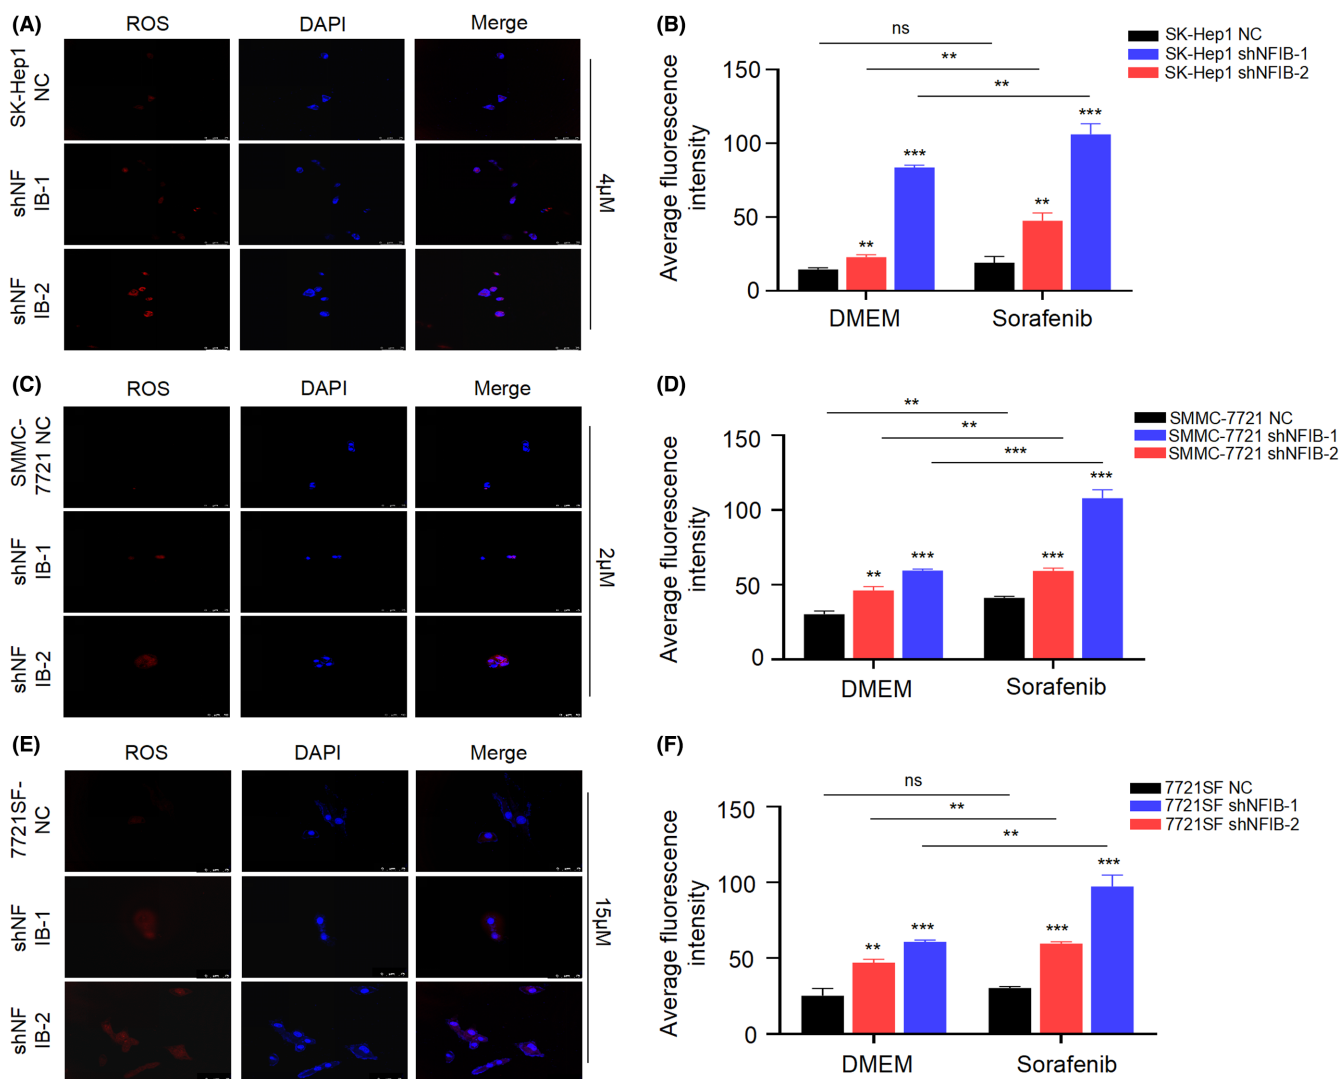 (A)
ROS DAPI Merge
SK-Hep1
NC
shNF
IB-1
shNF
IB-2
4μM
(B)
SK-Hep1 NC
SK-Hep1 shNFIB-1
SK-Hep1 shNFIB-2
Average fluorescence
intensity
150
100
50
0
ns
**
**
** *** ** ***
DMEM Sorafenib
(C)
ROS DAPI Merge
SMMC-
7721 NC
shNF
IB-1
shNF
IB-2
2μM
(D)
SMMC-7721 NC
SMMC-7721 shNFIB-1
SMMC-7721 shNFIB-2
Average fluorescence
intensity
150
100
50
0
**
**
***
** *** *** ***
DMEM Sorafenib
(E)
ROS DAPI Merge
7721SF-
NC
shNF
IB-1
shNF
IB-2
15μM
(F)
7721SF NC
7721SF shNFIB-1
7721SF shNFIB-2
Average fluorescence
intensity
150
100
50
0
ns
**
**
** *** *** ***
DMEM Sorafenib